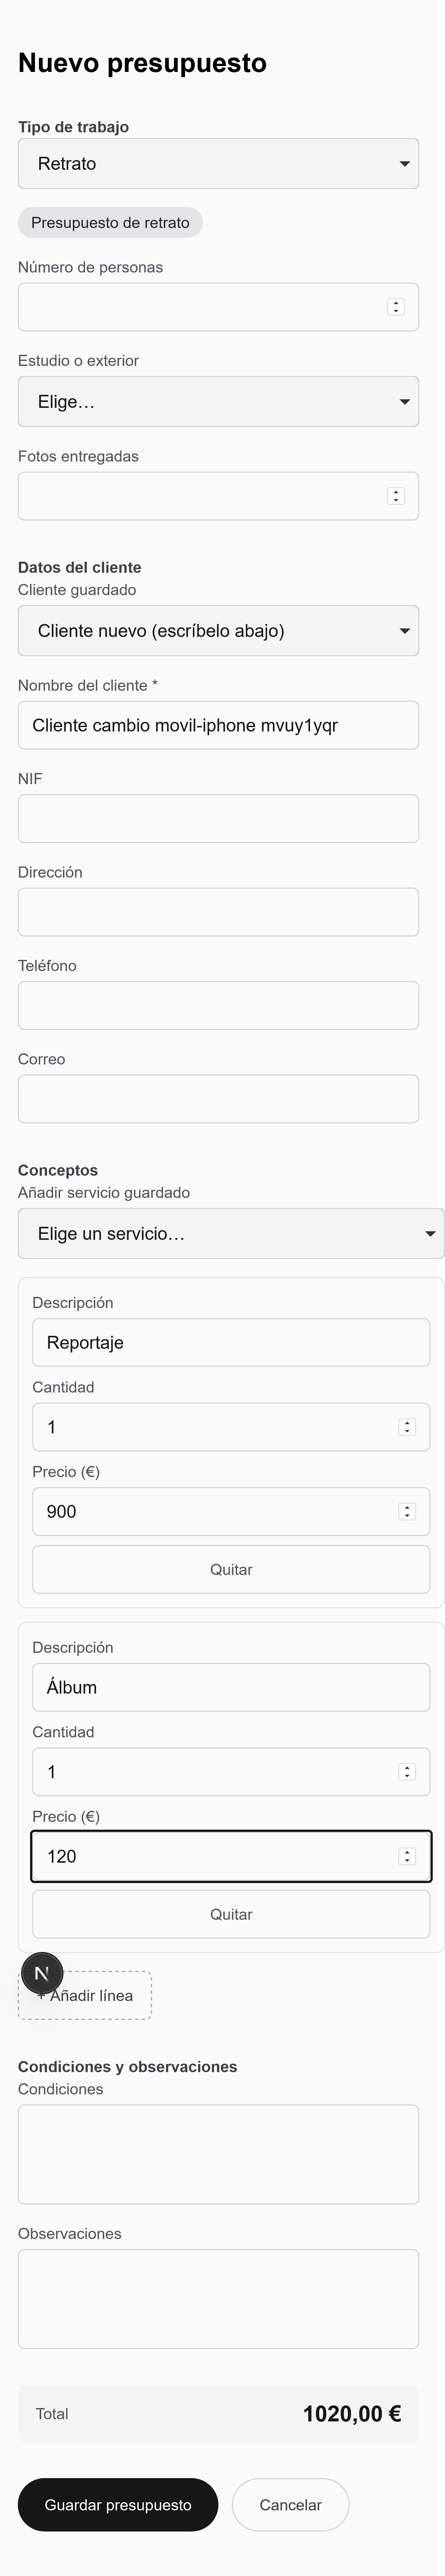 Nuevo presupuesto
Tipo de trabajo
Retrato
Presupuesto de retrato
Número de personas
Estudio o exterior
Elige…
Fotos entregadas
Datos del cliente
Cliente guardado
Cliente nuevo (escríbelo abajo)
Nombre del cliente *
Cliente cambio movil-iphone mvuy1yqr
NIF
Dirección
Teléfono
Correo
Conceptos
Añadir servicio guardado
Elige un servicio…
Descripción
Reportaje
Cantidad
1
Precio (€)
900
Quitar
Descripción
Álbum
Cantidad
1
Precio (€)
120
Quitar
N
+ Añadir línea
Condiciones y observaciones
Condiciones
Observaciones
Total 1020,00 €
Guardar presupuesto Cancelar